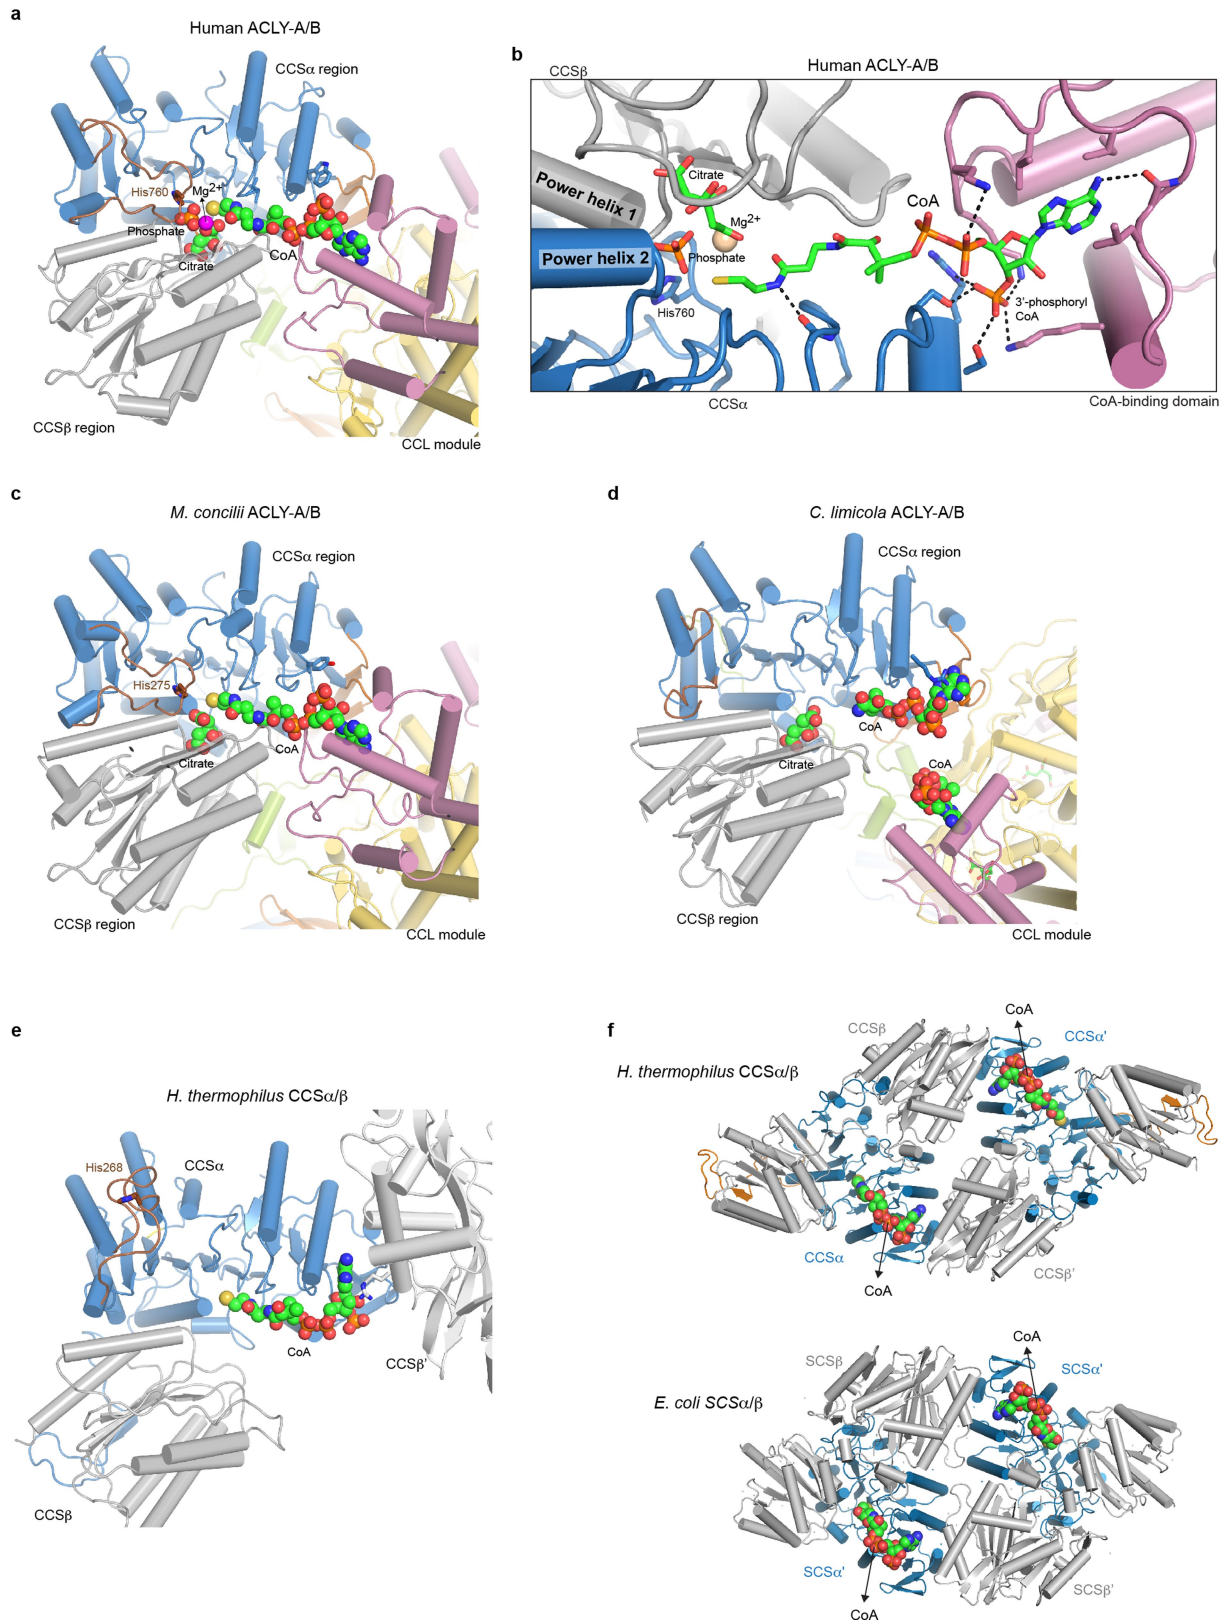 a
Human ACLY-A/B
CCSα region
His760
Mg2+
Phosphate
Citrate
CoA
CCSβ region
CCL module
b
Human ACLY-A/B
CCSβ
Citrate
Power helix 1
CoA
Mg2+
Power helix 2
Phosphate
His760
3'-phosphoryl
CoA
CCSα
CoA-binding domain
c
M. concilii ACLY-A/B
CCSα region
His275
CoA
Citrate
CCSβ region
CCL module
d
C. limicola ACLY-A/B
CCSα region
CoA
Citrate
CoA
CCSβ region
CCL module
e
H. thermophilus CCSα/β
His268
CCSα
CoA
CCSβ'
CCSβ
f
CoA
CCSβ
CCSα'
H. thermophilus CCSα/β
CCSα
CCSβ'
CoA
CoA
SCSβ
SCSα'
E. coli SCSα/β
SCSα'
SCSβ'
CoA